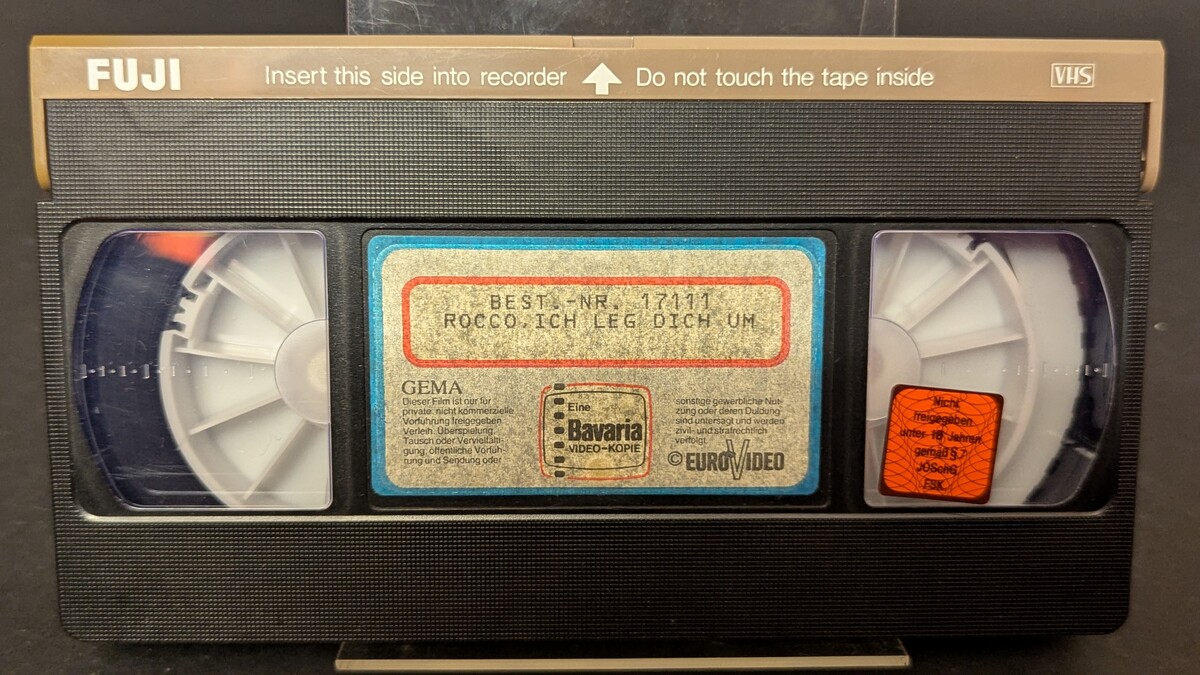 FUJI Insert this side into recorder Do not touch the tape inside VHS
BEST.-NR. 17111
ROCCO.ICH LEG DICH UM
GEMA
Dieser Film ist nur für
private, nicht kommerzielle
Vorführung freigegeben
Verleih, Überspielung,
Tausch oder Vervielfälti-
gung, öffentliche Vorfüh-
rung und Sendung oder
Eine
Bavaria
VIDEO-KOPIE
sonstige gewerbliche Nut-
zung oder deren Duldung
sind untersagt und werden
zivil- und strafrechtlich
verfolgt.
© EUROVIDEO
Nicht
freigegeben
unter 18 Jahren
gemäß § 7
JÖSchG
FSK